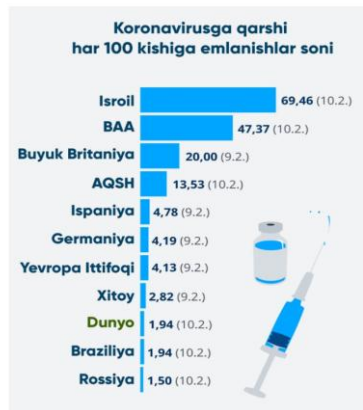 Koronavirusga qarshi
har 100 kishiga emlanishlar soni
Isroil 69,46 (10.2.)
BAA 47,37 (10.2.)
Buyuk Britaniya 20,00 (9.2.)
AQSH 13,53 (10.2.)
Ispaniya 4,78 (9.2.)
Germaniya 4,19 (9.2.)
Yevropa Ittifoqi 4,13 (9.2.)
Xitoy 2,82 (9.2.)
Dunyo 1,94 (10.2.)
Braziliya 1,94 (10.2.)
Rossiya 1,50 (10.2.)